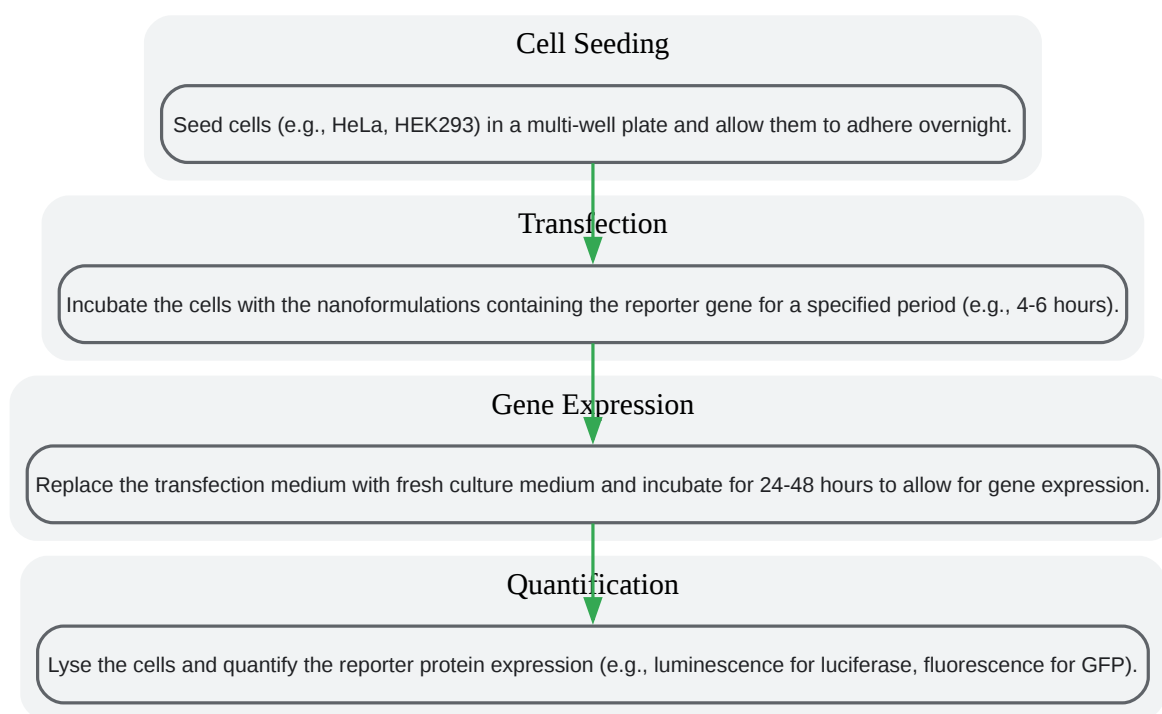 Cell Seeding
Seed cells (e.g., HeLa, HEK293) in a multi-well plate and allow them to adhere overnight.
Transfection
Incubate the cells with the nanoformulations containing the reporter gene for a specified period (e.g., 4-6 hours).
Gene Expression
Replace the transfection medium with fresh culture medium and incubate for 24-48 hours to allow for gene expression.
Quantification
Lyse the cells and quantify the reporter protein expression (e.g., luminescence for luciferase, fluorescence for GFP).